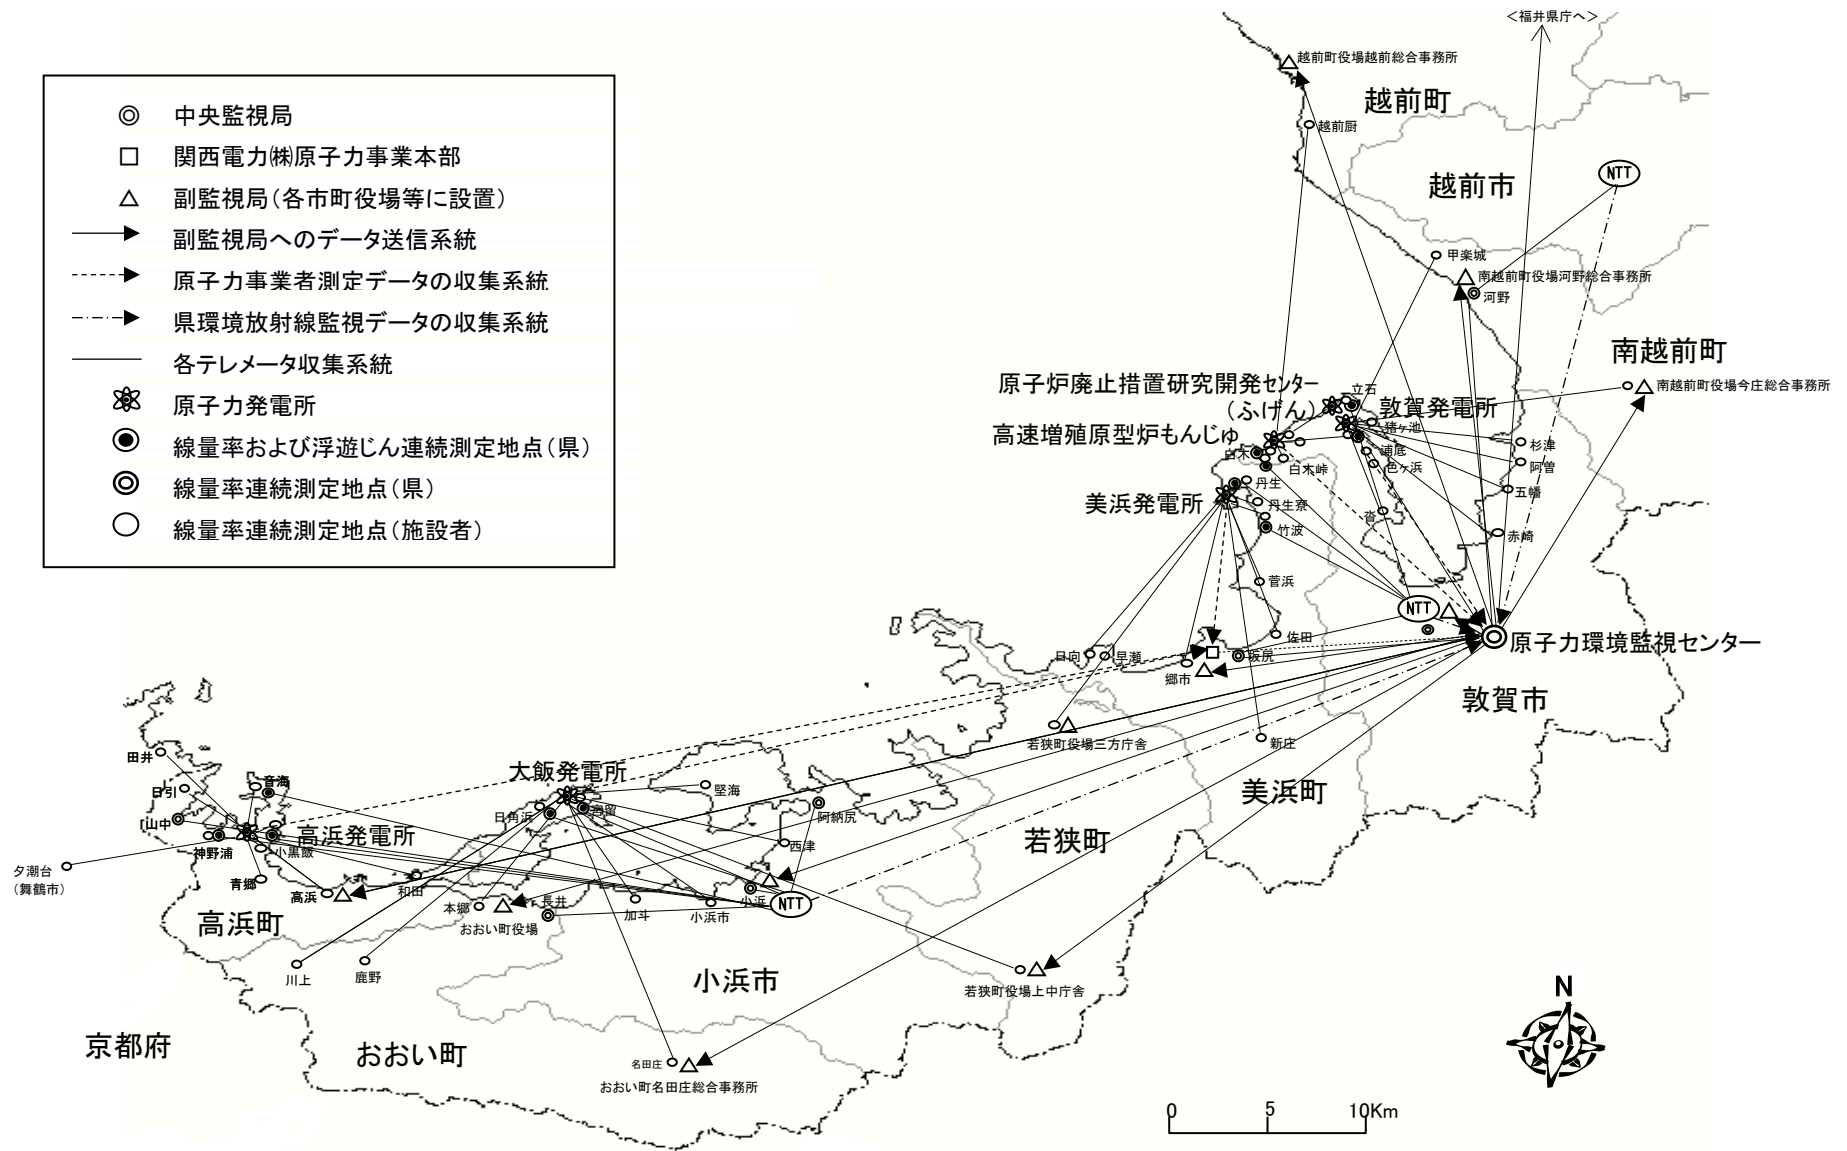 ＜福井県庁へ＞
越前町役場越前総合事務所
越前町
越前厨
NTT
越前市
甲楽城
南越前町役場河野総合事務所
河野
南越前町
南越前町役場今庄総合事務所
中央監視局
関西電力㈱原子力事業本部
副監視局（各市町役場等に設置）
副監視局へのデータ送信系統
原子力事業者測定データの収集系統
県環境放射線監視データの収集系統
各テレメータ収集系統
原子力発電所
線量率および浮遊じん連続測定地点（県）
線量率連続測定地点（県）
線量率連続測定地点（施設者）
原子炉廃止措置研究開発ｾﾝﾀｰ
（ふげん）
立石
敦賀発電所
猪ヶ池
高速増殖原型炉もんじゅ
浦底
色ヶ浜
杉津
阿曽
白木
白木峠
五幡
丹生
美浜発電所
丹生寮
沓
竹波
赤崎
菅浜
NTT
佐田
原子力環境監視センター
日向
早瀬
坂尻
郷市
敦賀市
若狭町役場三方庁舎
新庄
美浜町
田井
大飯発電所
日引
音海
堅海
山中
日角浜
宮留
阿納尻
高浜発電所
神野浦
小黒飯
西津
若狭町
夕潮台
（舞鶴市）
青郷
高浜
和田
本郷
長井
小浜
NTT
加斗
小浜市
おおい町役場
高浜町
川上
鹿野
小浜市
若狭町役場上中庁舎
N
京都府
おおい町
名田庄
おおい町名田庄総合事務所
0 5 10Km